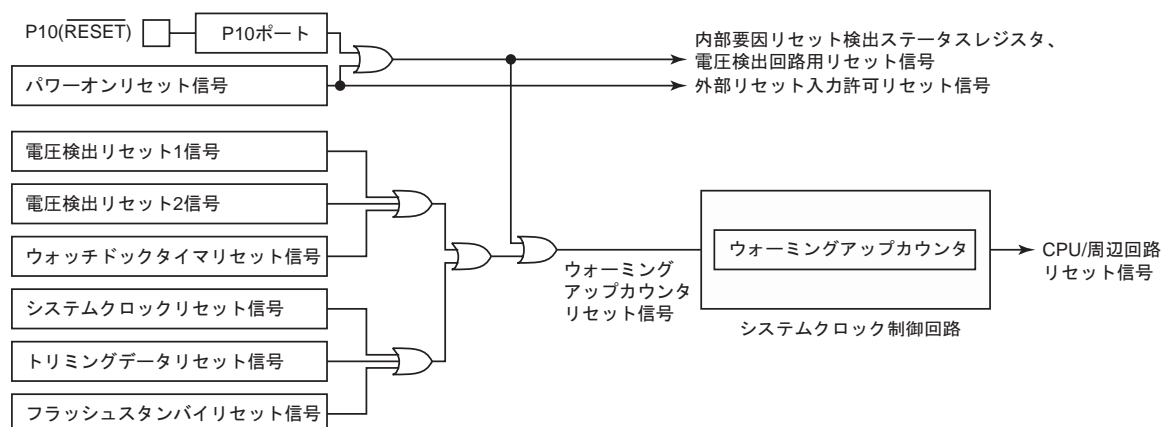 P10(RESET)
P10ポート
内部要因リセット検出ステータスレジスタ、
電圧検出回路用リセット信号
パワーオンリセット信号
外部リセット入力許可リセット信号
電圧検出リセット1信号
電圧検出リセット2信号
ウォッチドックタイマリセット信号
システムクロックリセット信号
トリミングデータリセット信号
フラッシュスタンバイリセット信号
ウォーミング
アップカウンタ
リセット信号
ウォーミングアップカウンタ
システムクロック制御回路
CPU/周辺回路
リセット信号